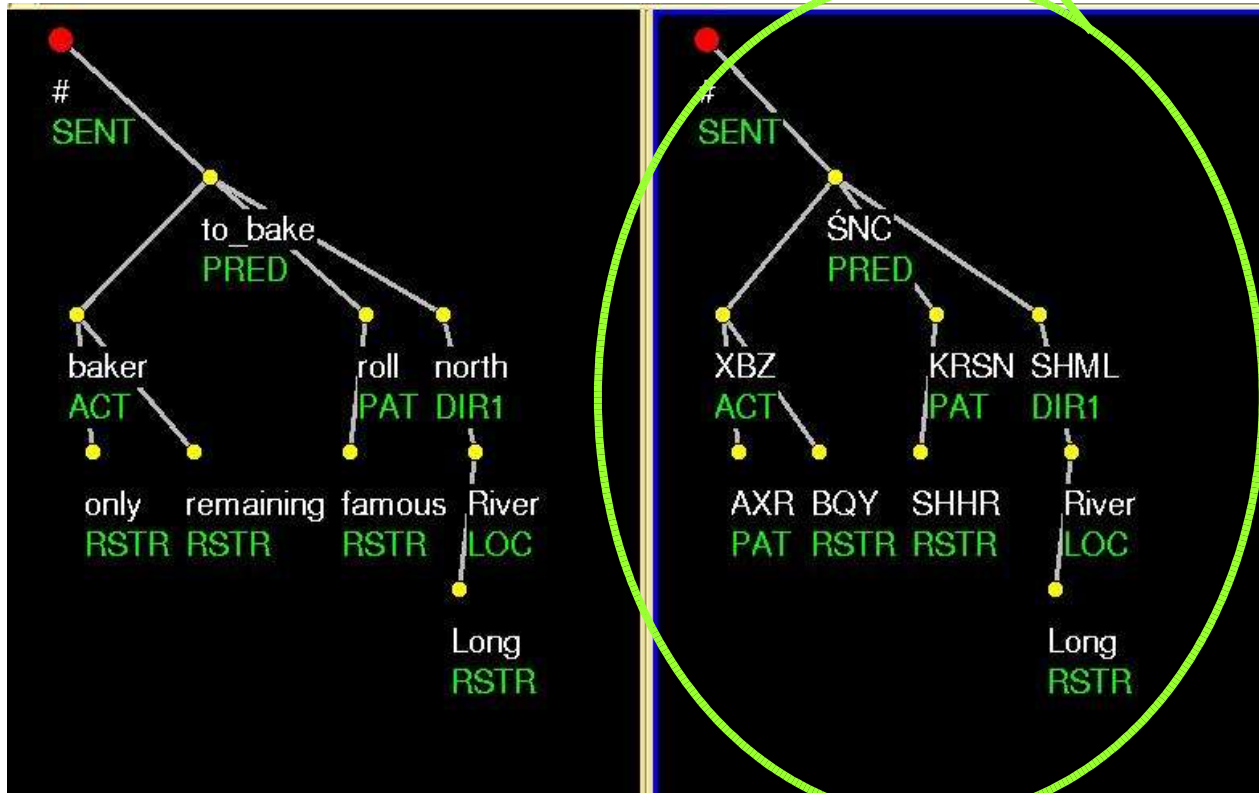 #
SENT
to_bake
PRED
baker
ACT
roll
PAT
north
DIR1
only
RSTR
remaining
RSTR
famous
RSTR
River
LOC
Long
RSTR
#
SENT
ŚNC
PRED
XBZ
ACT
KRSN
PAT
SHML
DIR1
AXR
PAT
BQY
RSTR
SHHR
RSTR
River
LOC
Long
RSTR